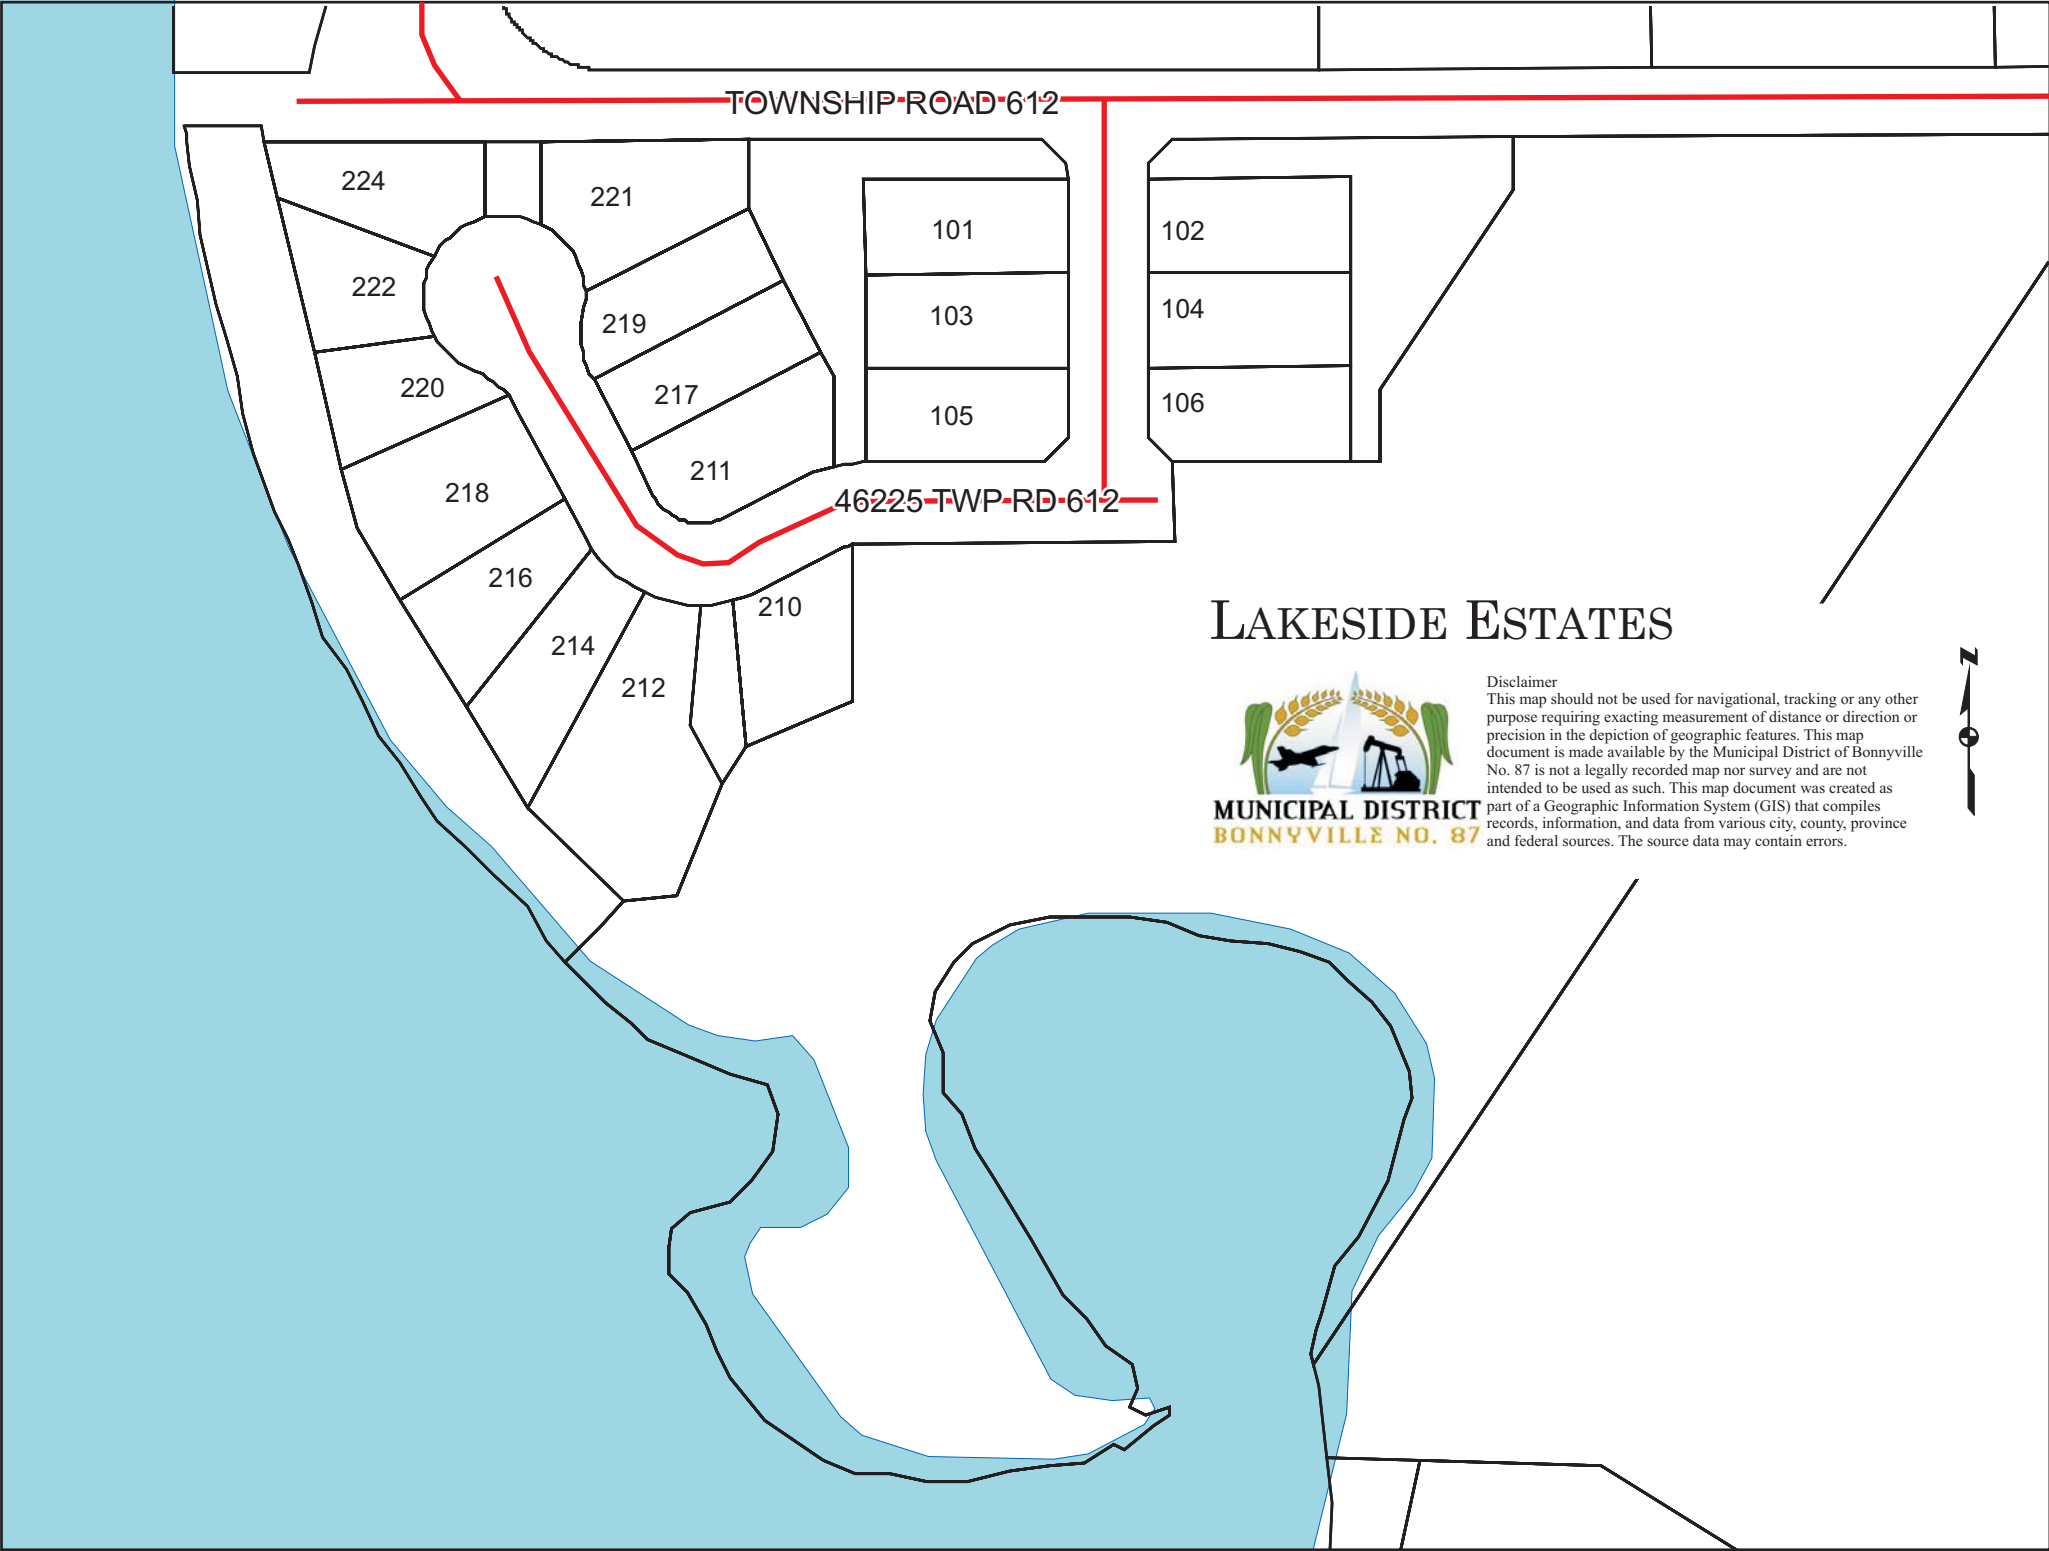 TOWNSHIP ROAD 612
224
221
101
102
222
219
103
104
220
217
105
106
211
218
46225 TWP RD 612
216
210
214
212
LAKESIDE ESTATES
N
Disclaimer
This map should not be used for navigational, tracking or any other
purpose requiring exacting measurement of distance or direction or
precision in the depiction of geographic features. This map
document is made available by the Municipal District of Bonnyville
No. 87 is not a legally recorded map nor survey and are not
intended to be used as such. This map document was created as
part of a Geographic Information System (GIS) that compiles
records, information, and data from various city, county, province
and federal sources. The source data may contain errors.
MUNICIPAL DISTRICT
BONNYVILLE NO. 87